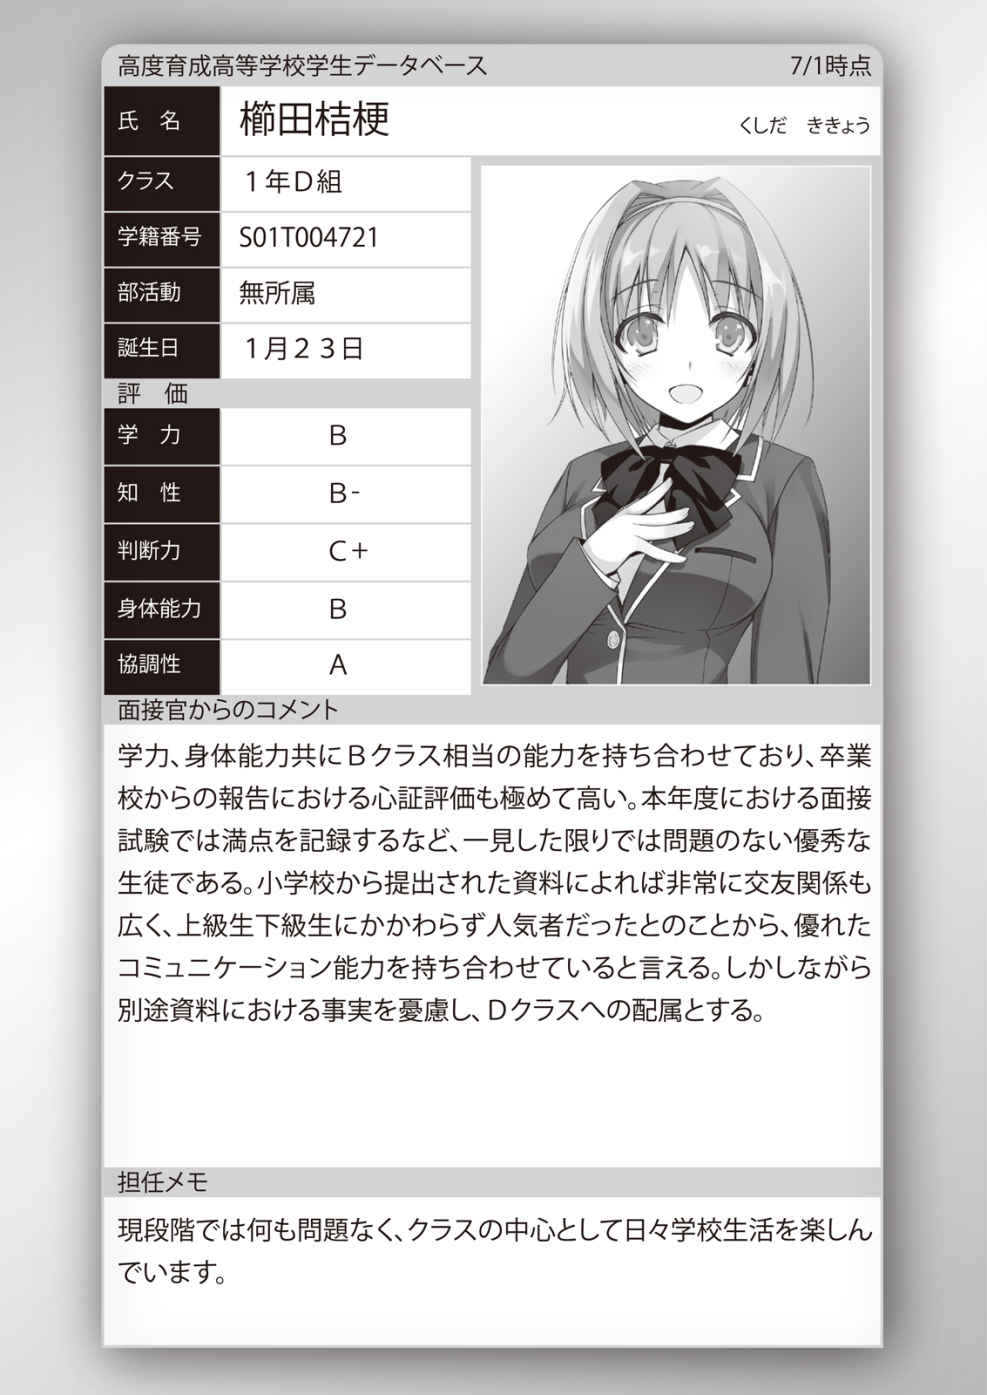 高度育成高等学校学生データベース 7/1時点
氏 名 櫛田桔梗 くしだ ききょう
クラス 1年D組
学籍番号 S01T004721
部活動 無所属
誕生日 1月23日
評 価
学 力 B
知 性 B-
判断力 C+
身体能力 B
協調性 A
面接官からのコメント
学力、身体能力共にBクラス相当の能力を持ち合わせており、卒業
校からの報告における心証評価も極めて高い。本年度における面接
試験では満点を記録するなど、一見した限りでは問題のない優秀な
生徒である。小学校から提出された資料によれば非常に交友関係も
広く、上級生下級生にかかわらず人気者だったとのことから、優れた
コミュニケーション能力を持ち合わせていると言える。しかしながら
別途資料における事実を憂慮し、Dクラスへの配属とする。
担任メモ
現段階では何も問題なく、クラスの中心として日々学校生活を楽しん
でいます。